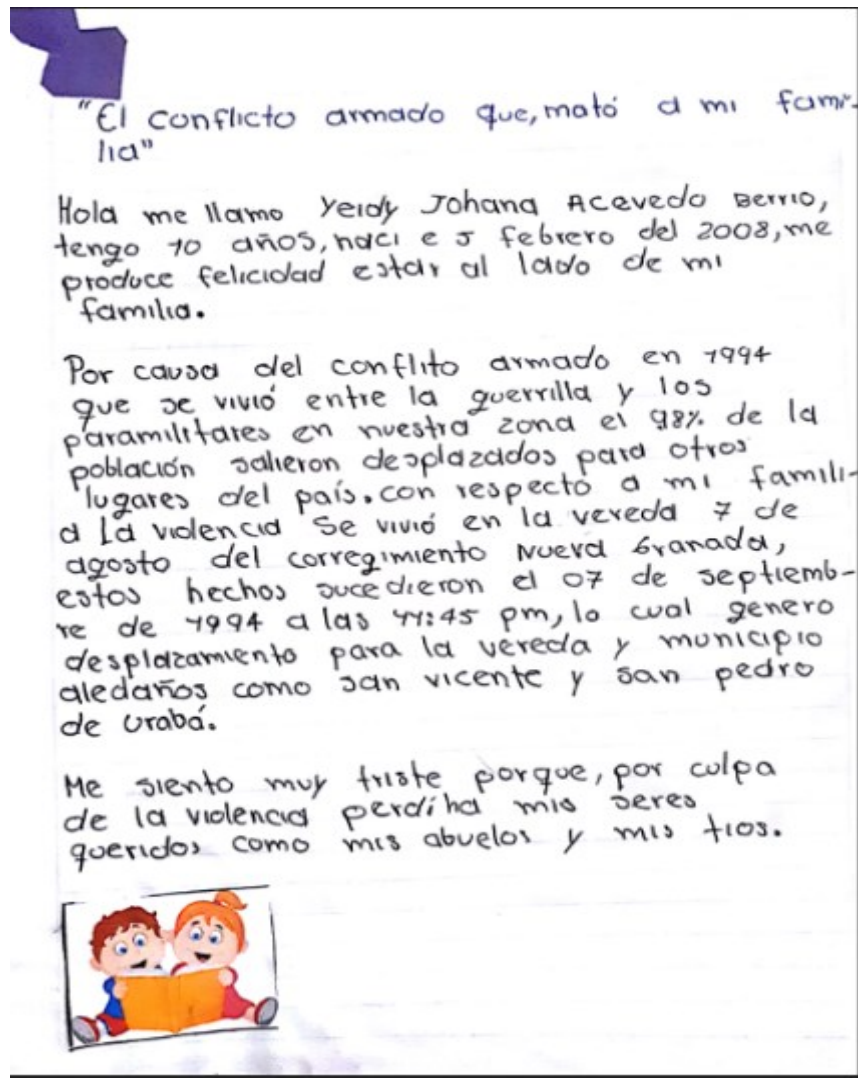 "El conflicto armado que, mató a mi fami-
lia"
Hola me llamo Yeidy Johana Acevedo Berrio,
tengo 10 años, naci e 5 febrero del 2008, me
produce felicidad estar al lado de mi
familia.
Por causa del conflito armado en 1994
que se vivió entre la guerrilla y los
paramilitares en nuestra zona el 98% de la
población salieron desplazados para otros
lugares del país. con respecto a mi famili-
a la violencia se vivió en la vereda 7 de
agosto del corregimiento Nueva Granada,
estos hechos sucedieron el 07 de septiemb-
re de 1994 a las 11:45 pm, lo cual genero
desplazamiento para la vereda y municipio
aledaños como san vicente y san pedro
de Urabá.
Me siento muy triste porque, por culpa
de la violencia perdí ha mis seres
queridos como mis abuelos y mis tios.